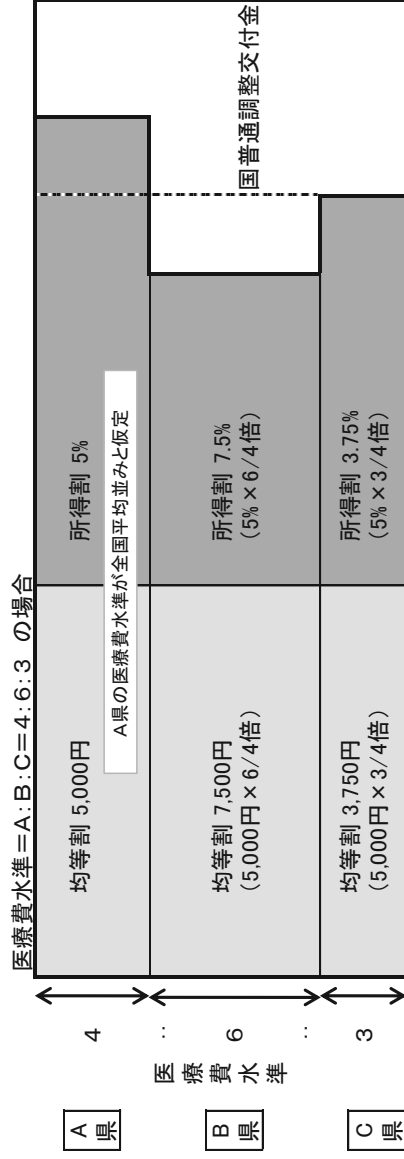 医療費水準＝A：B：C＝4：6：3 の場合
A県
B県
C県
医療費水準
4
：
6
：
3
均等割 5,000円
所得割 5%
A県の医療費水準が全国平均並みと仮定
均等割 7,500円
（5,000円×6/4倍）
所得割 7.5%
（5%×6/4倍）
均等割 3,750円
（5,000円×3/4倍）
所得割 3.75%
（5%×3/4倍）
国普通調整交付金